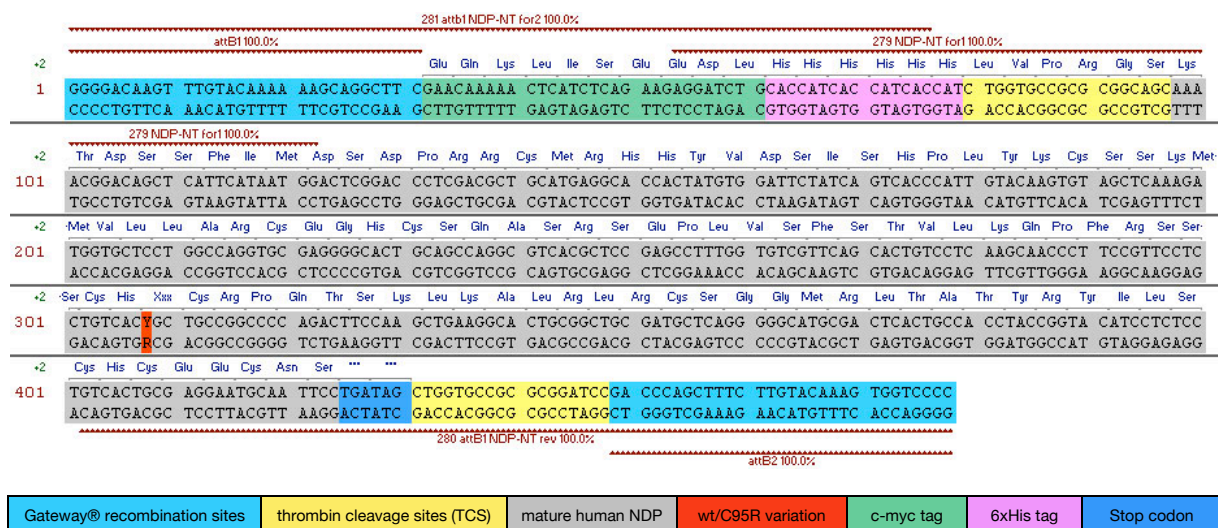 281 attb1 NDP-NT for2 100.0%
attB1 100.0%
279 NDP-NT for1 100.0%
+2 Glu Gln Lys Leu Ile Ser Glu Glu Asp Leu His His His His His His Leu Val Pro Arg Gly Ser Lys
1 GGGGACAAGT TTGTACAAAA AAGCAGGCTT CGAACAAAAA CTCATCTCAG AAGAGGATCT GCACCATCAC CATCACCATC TGGTGCCGCG CGGCAGCAAA
CCCCTGTTCA AACATGTTTT TTCGTCCGAA GCTTGTTTTT GAGTAGAGTC TTCTCCTAGA CGTGGTAGTG GTAGTGGTAG ACCACGGCGC GCCGTCGTTT
279 NDP-NT for1 100.0%
+2 Thr Asp Ser Ser Phe Ile Met Asp Ser Asp Pro Arg Arg Cys Met Arg His His Tyr Val Asp Ser Ile Ser His Pro Leu Tyr Lys Cys Ser Ser Lys Met·
101 ACGGACAGCT CATTCATAAT GGACTCGGAC CCTCGACGCT GCATGAGGCA CCACTATGTG GATTCTATCA GTCACCCATT GTACAAGTGT AGCTCAAAGA
TGCCTGTCGA GTAAGTATTA CCTGAGCCTG GGAGCTGCGA CGTACTCCGT GGTGATACAC CTAAGATAGT CAGTGGGTAA CATGTTCACA TCGAGTTTCT
+2 ·Met Val Leu Leu Ala Arg Cys Glu Gly His Cys Ser Gln Ala Ser Arg Ser Glu Pro Leu Val Ser Phe Ser Thr Val Leu Lys Gln Pro Phe Arg Ser Ser·
201 TGGTGCTCCT GGCCAGGTGC GAGGGGCACT GCAGCCAGGC GTCACGCTCC GAGCCTTTGG TGTCGTTCAG CACTGTCCTC AAGCAACCCT TCCGTTCCTC
ACCACGAGGA CCGGTCCACG CTCCCCGTGA CGTCGGTCCG CAGTGCGAGG CTCGGAAACC ACAGCAAGTC GTGACAGGAG TTCGTTGGGA AGGCAAGGAG
+2 ·Ser Cys His Xxx Cys Arg Pro Gln Thr Ser Lys Leu Lys Ala Leu Arg Leu Arg Cys Ser Gly Gly Met Arg Leu Thr Ala Thr Tyr Arg Tyr Ile Leu Ser
301 CTGTCACYGC TGCCGGCCCC AGACTTCCAA GCTGAAGGCA CTGCGGCTGC GATGCTCAGG GGGCATGCGA CTCACTGCCA CCTACCGGTA CATCCTCTCC
GACAGTGRCG ACGGCCGGGG TCTGAAGGTT CGACTTCCGT GACGCCGACG CTACGAGTCC CCCGTACGCT GAGTGACGGT GGATGGCCAT GTAGGAGAGG
+2 Cys His Cys Glu Glu Cys Asn Ser ··· ···
401 TGTCACTGCG AGGAATGCAA TTCCTGATAG CTGGTGCCGC GCGGATCCGA CCCAGCTTTC TTGTACAAAG TGGTCCCC
ACAGTGACGC TCCTTACGTT AAGGACTATC GACCACGGCG CGCCTAGGCT GGGTCGAAAG AACATGTTTC ACCAGGGG
280 attB1 NDP-NT rev 100.0%
attB2 100.0%
Gateway® recombination sites thrombin cleavage sites (TCS) mature human NDP wt/C95R variation c-myc tag 6xHis tag Stop codon